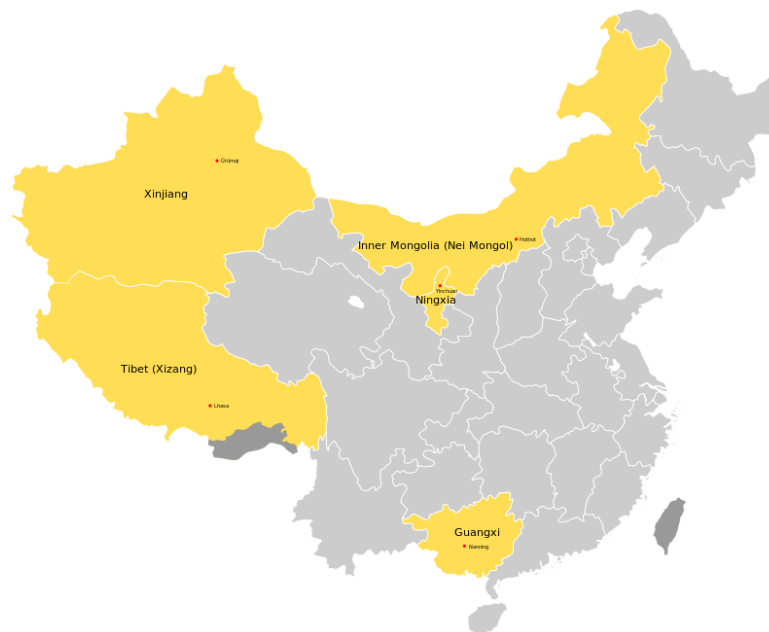 Ürümqi
Xinjiang
Hohhot
Inner Mongolia (Nei Mongol)
Yinchuan
Ningxia
Tibet (Xizang)
Lhasa
Guangxi
Nanning